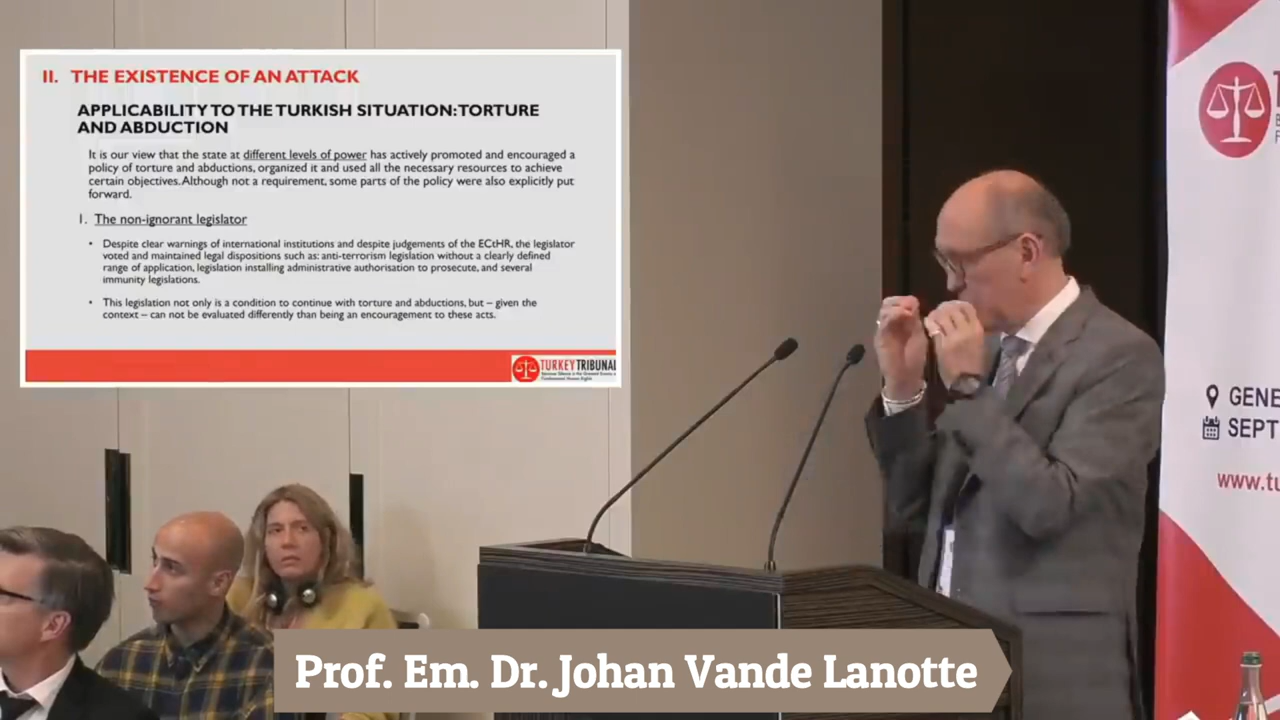 II. THE EXISTENCE OF AN ATTACK
APPLICABILITY TO THE TURKISH SITUATION: TORTURE
AND ABDUCTION
It is our view that the state at different levels of power has actively promoted and encouraged a
policy of torture and abductions, organized it and used all the necessary resources to achieve
certain objectives. Although not a requirement, some parts of the policy were also explicitly put
forward.
1. The non-ignorant legislator
• Despite clear warnings of international institutions and despite judgements of the ECtHR, the legislator
voted and maintained legal dispositions such as: anti-terrorism legislation without a clearly defined
range of application, legislation installing administrative authorisation to prosecute, and several
immunity legislations.
• This legislation not only is a condition to continue with torture and abductions, but – given the
context – can not be evaluated differently than being an encouragement to these acts.
TURKEY TRIBUNAL
GENE
SEPT
www.tu
Prof. Em. Dr. Johan Vande Lanotte